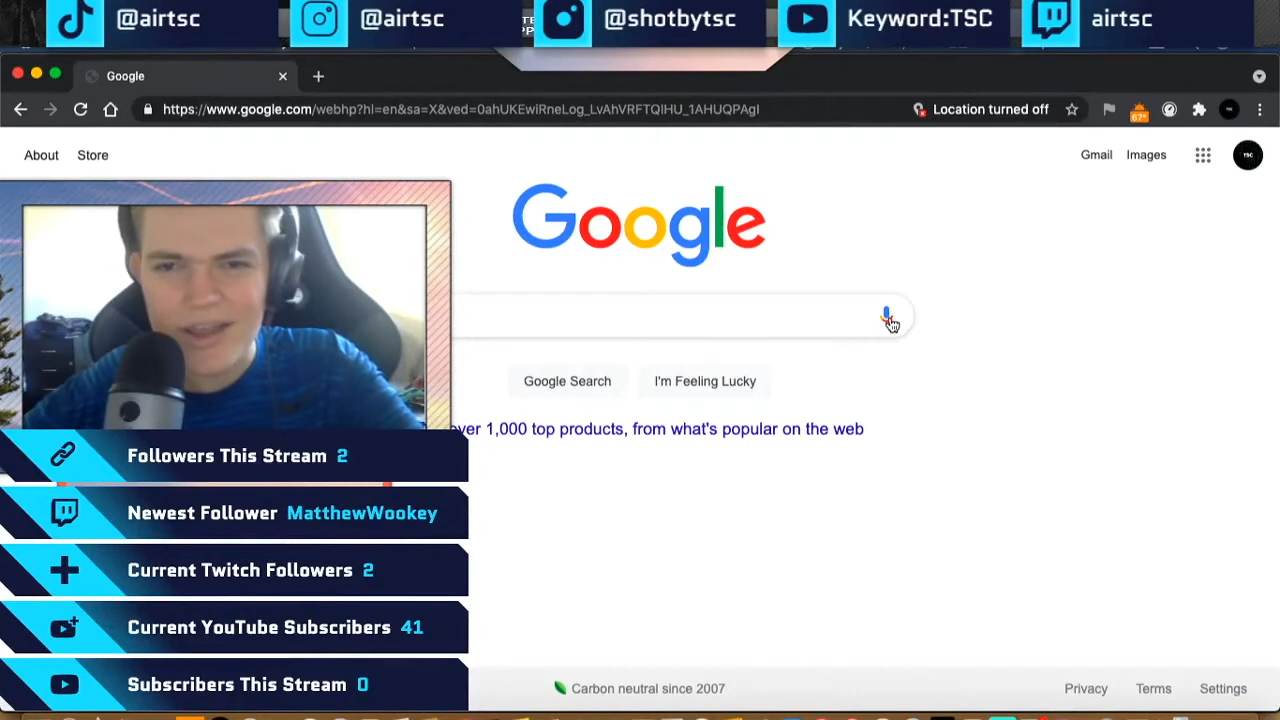 @airtsc @airtsc @shotbytsc Keyword:TSC airtsc
Google
https://www.google.com/webhp?hl=en&sa=X&ved=0ahUKEwiRneLog_LvAhVRFTQIHU_1AHUQPAgI Location turned off 67°
About Store Gmail Images TSC
Google
Google Search I'm Feeling Lucky
over 1,000 top products, from what's popular on the web
Followers This Stream 2
Newest Follower MatthewWookey
Current Twitch Followers 2
Current YouTube Subscribers 41
Subscribers This Stream 0
Carbon neutral since 2007 Privacy Terms Settings